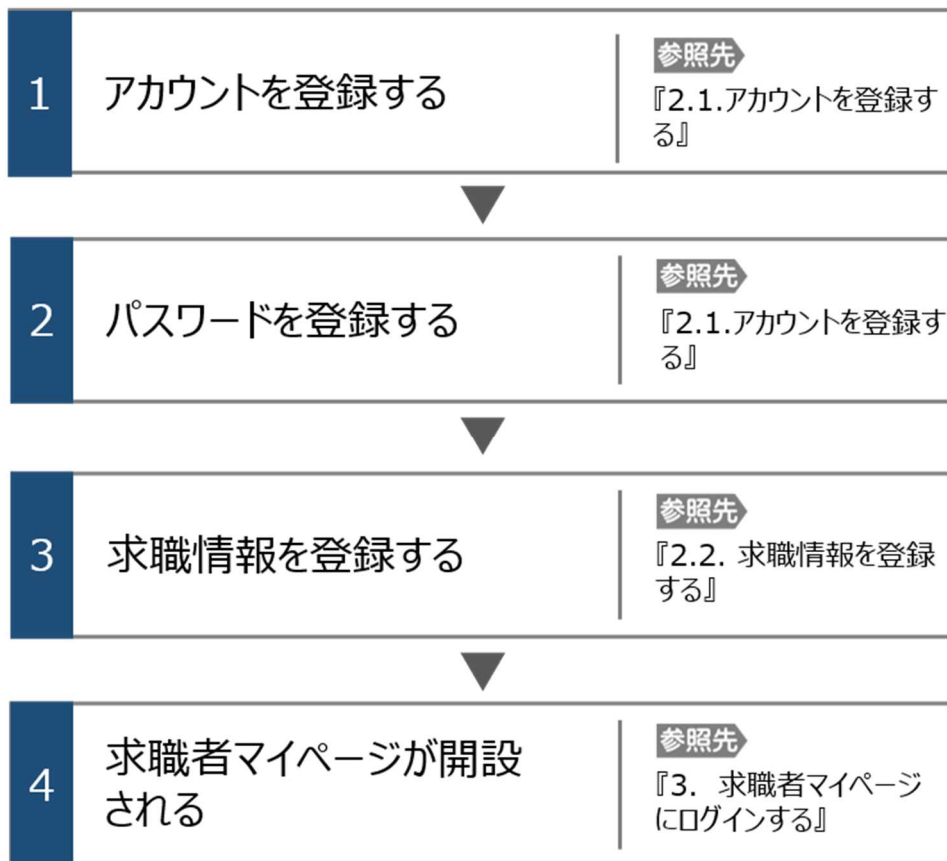 1
アカウントを登録する
参照先
『2.1.アカウントを登録す
る』
2
パスワードを登録する
参照先
『2.1.アカウントを登録す
る』
3
求職情報を登録する
参照先
『2.2. 求職情報を登録
する』
4
求職者マイページが開設
される
参照先
『3. 求職者マイページ
にログインする』